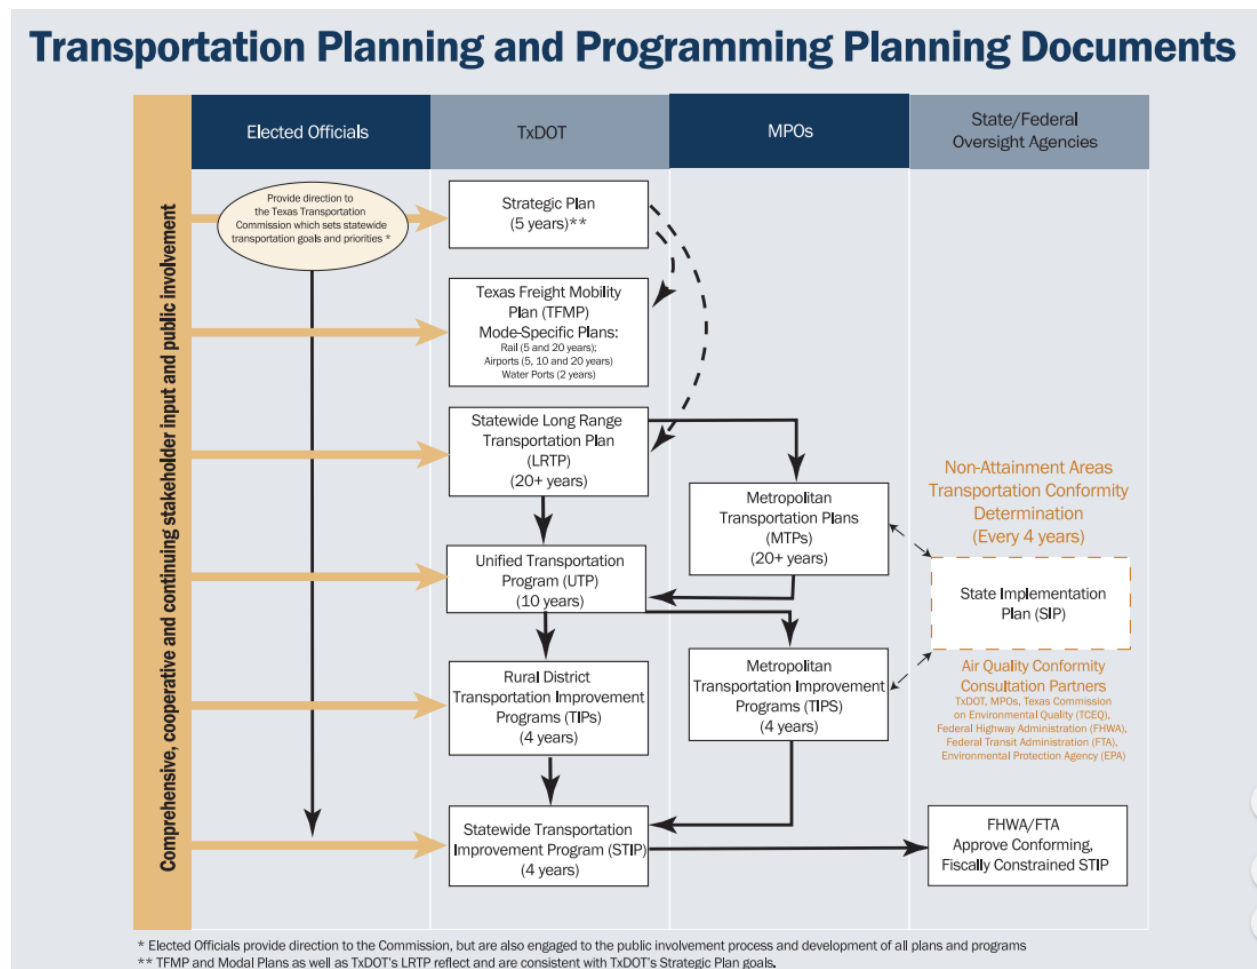 Transportation Planning and Programming Planning Documents
Elected Officials
TxDOT
MPOs
State/Federal
Oversight Agencies
Comprehensive, cooperative and continuing stakeholder input and public involvement
Provide direction to
the Texas Transportation
Commission which sets statewide
transportation goals and priorities *
Strategic Plan
(5 years)**
Texas Freight Mobility
Plan (TFMP)
Mode-Specific Plans:
Rail (5 and 20 years);
Airports (5, 10 and 20 years)
Water Ports (2 years)
Statewide Long Range
Transportation Plan
(LRTP)
(20+ years)
Metropolitan
Transportation Plans
(MTPs)
(20+ years)
Non-Attainment Areas
Transportation Conformity
Determination
(Every 4 years)
Unified Transportation
Program (UTP)
(10 years)
State Implementation
Plan (SIP)
Rural District
Transportation Improvement
Programs (TIPs)
(4 years)
Metropolitan
Transportation Improvement
Programs (TIPS)
(4 years)
Air Quality Conformity
Consultation Partners
TxDOT, MPOs, Texas Commission
on Environmental Quality (TCEQ),
Federal Highway Administration (FHWA),
Federal Transit Administration (FTA),
Environmental Protection Agency (EPA)
Statewide Transportation
Improvement Program (STIP)
(4 years)
FHWA/FTA
Approve Conforming,
Fiscally Constrained STIP
* Elected Officials provide direction to the Commission, but are also engaged to the public involvement process and development of all plans and programs
** TFMP and Modal Plans as well as TxDOT's LRTP reflect and are consistent with TxDOT's Strategic Plan goals.